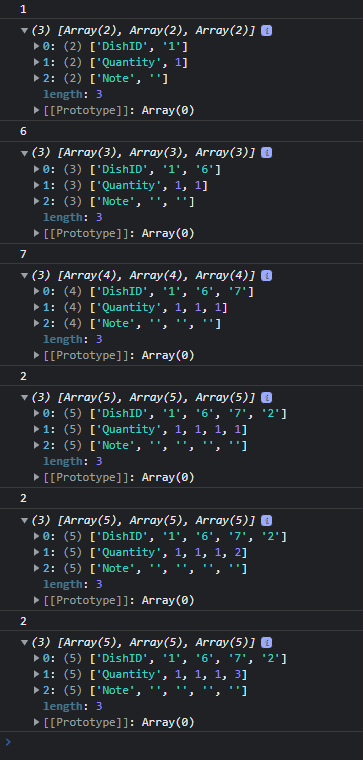 1
(3) [Array(2), Array(2), Array(2)] i
0: (2) ['DishID', '1']
1: (2) ['Quantity', 1]
2: (2) ['Note', '']
length: 3
[[Prototype]]: Array(0)
6
(3) [Array(3), Array(3), Array(3)] i
0: (3) ['DishID', '1', '6']
1: (3) ['Quantity', 1, 1]
2: (3) ['Note', '', '']
length: 3
[[Prototype]]: Array(0)
7
(3) [Array(4), Array(4), Array(4)] i
0: (4) ['DishID', '1', '6', '7']
1: (4) ['Quantity', 1, 1, 1]
2: (4) ['Note', '', '', '']
length: 3
[[Prototype]]: Array(0)
2
(3) [Array(5), Array(5), Array(5)] i
0: (5) ['DishID', '1', '6', '7', '2']
1: (5) ['Quantity', 1, 1, 1, 1]
2: (5) ['Note', '', '', '', '']
length: 3
[[Prototype]]: Array(0)
2
(3) [Array(5), Array(5), Array(5)] i
0: (5) ['DishID', '1', '6', '7', '2']
1: (5) ['Quantity', 1, 1, 1, 2]
2: (5) ['Note', '', '', '', '']
length: 3
[[Prototype]]: Array(0)
2
(3) [Array(5), Array(5), Array(5)] i
0: (5) ['DishID', '1', '6', '7', '2']
1: (5) ['Quantity', 1, 1, 1, 3]
2: (5) ['Note', '', '', '', '']
length: 3
[[Prototype]]: Array(0)